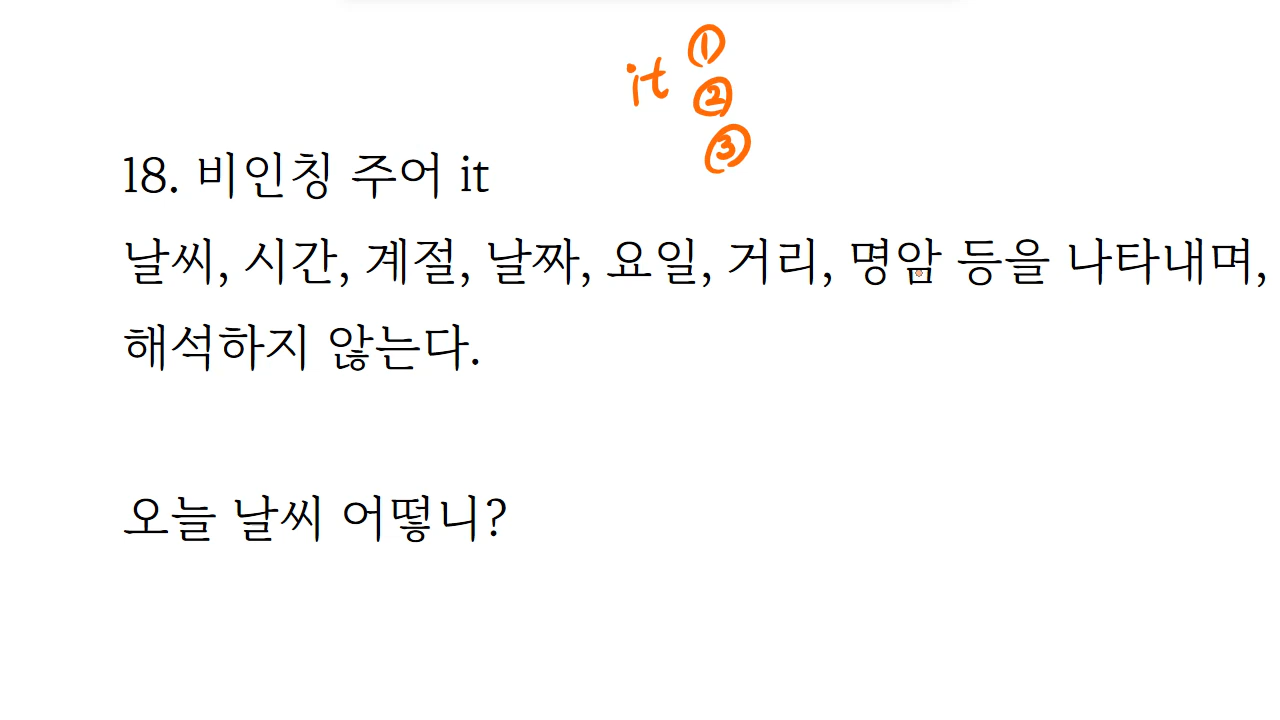 it ①
②
③
18. 비인칭 주어 it
날씨, 시간, 계절, 날짜, 요일, 거리, 명암 등을 나타내며,
해석하지 않는다.
오늘 날씨 어떻니?